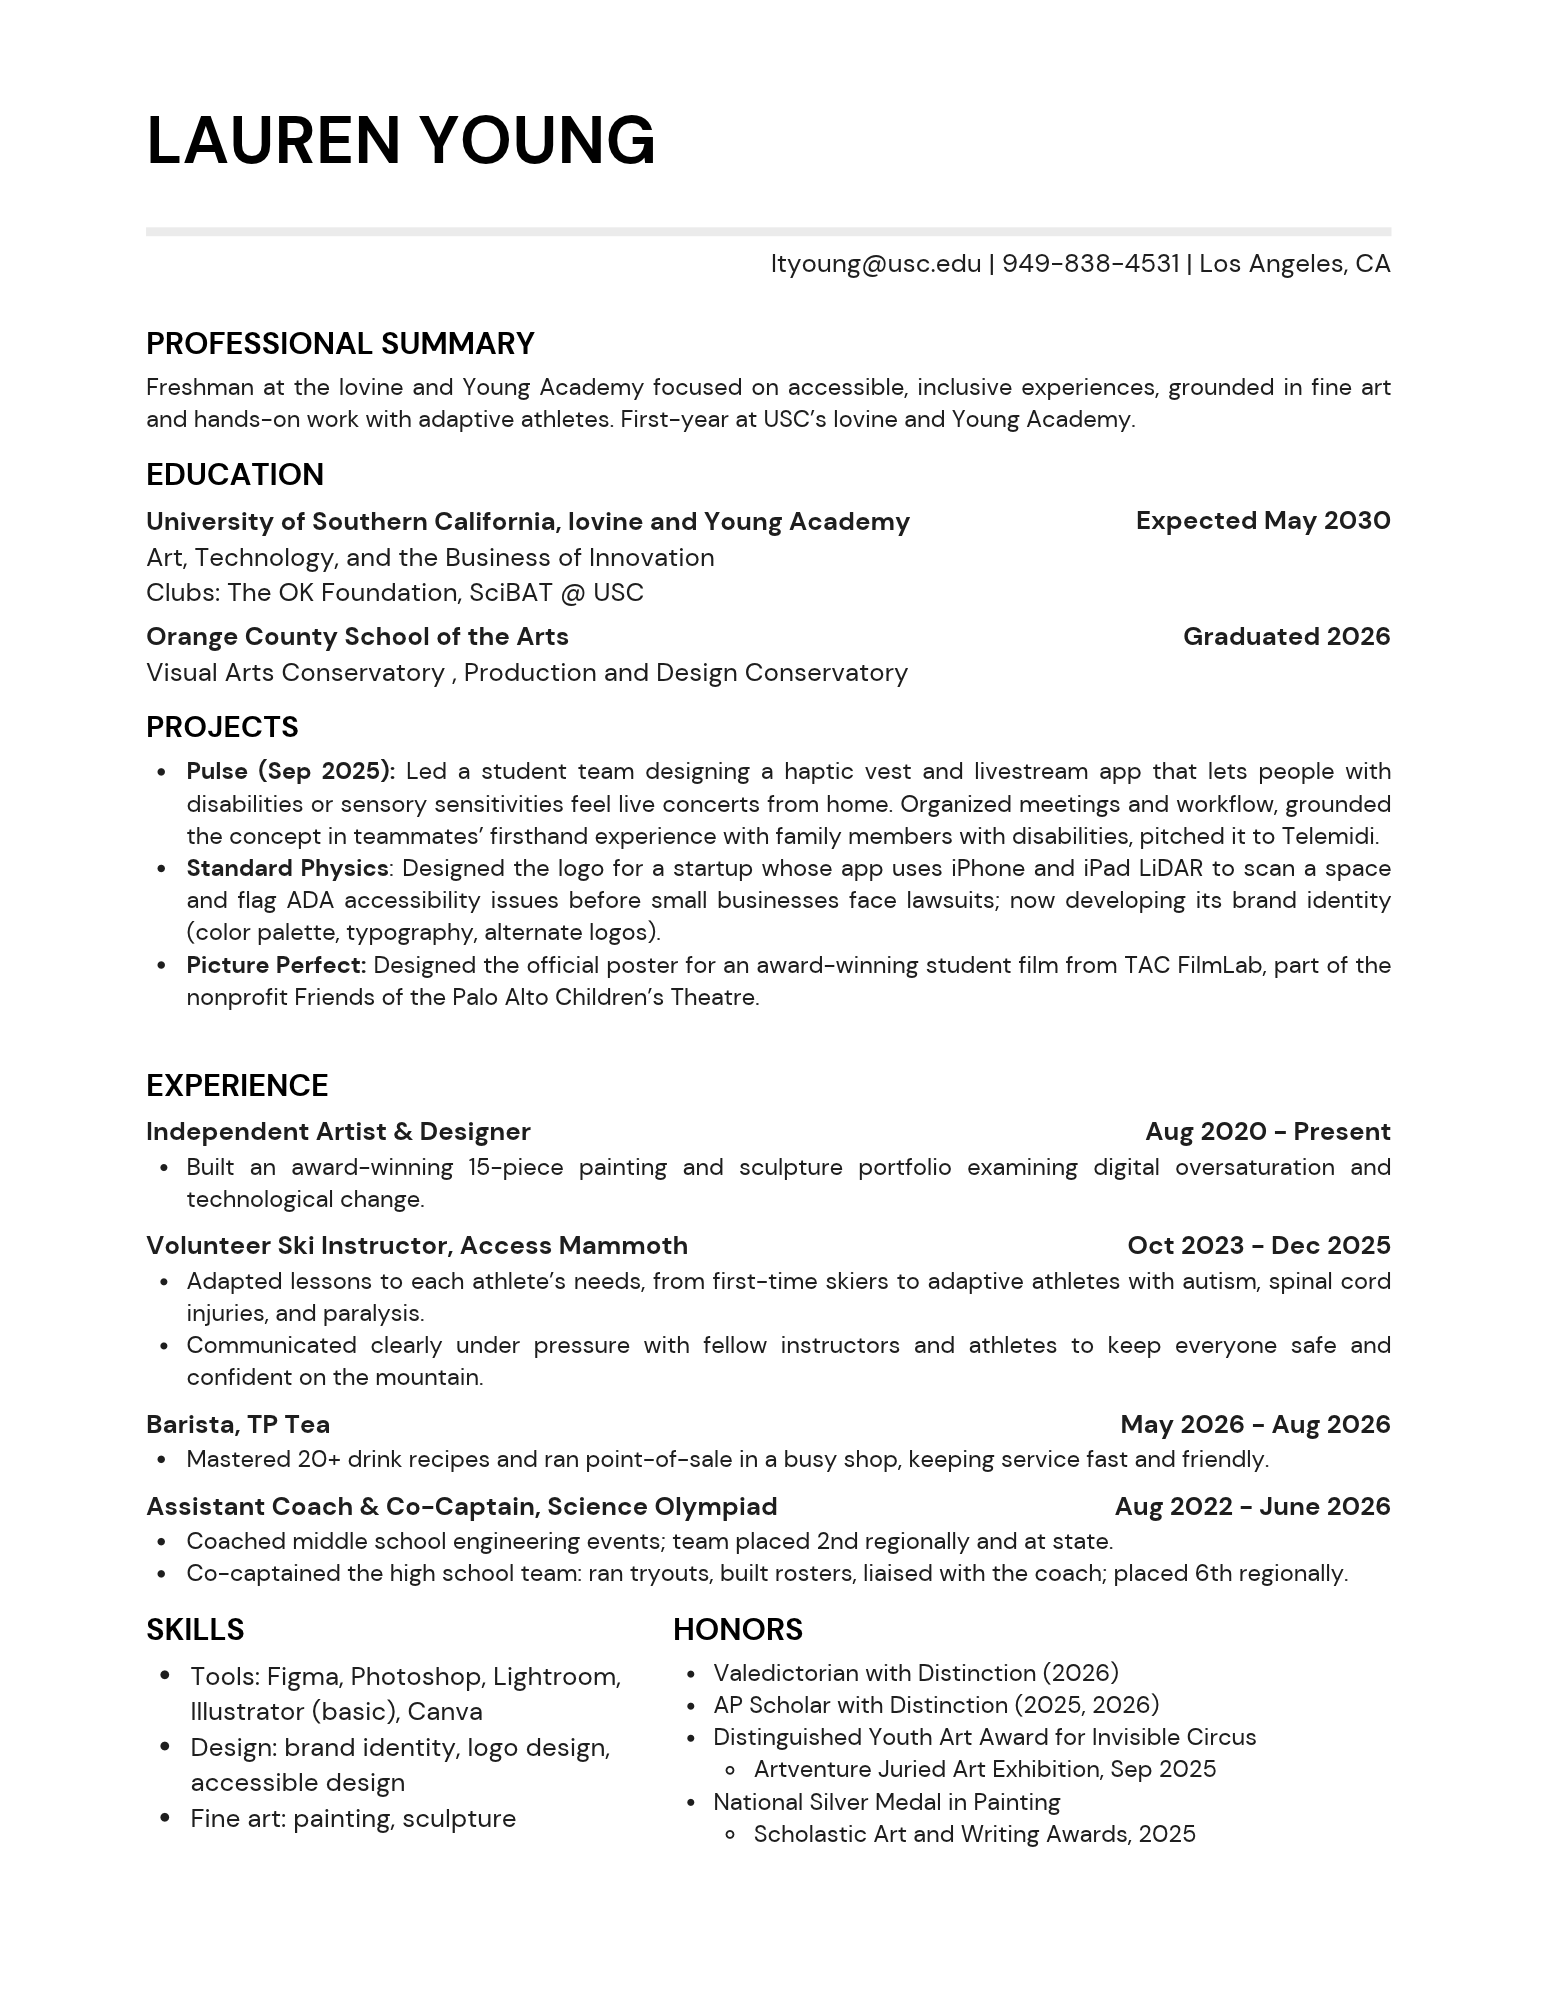 LAUREN YOUNG
ltyoung@usc.edu | 949-838-4531 | Los Angeles, CA
PROFESSIONAL SUMMARY
Freshman at the Iovine and Young Academy focused on accessible, inclusive experiences, grounded in fine art
and hands-on work with adaptive athletes. First-year at USC’s Iovine and Young Academy.
EDUCATION
University of Southern California, Iovine and Young Academy Expected May 2030
Art, Technology, and the Business of Innovation
Clubs: The OK Foundation, SciBAT @ USC
Orange County School of the Arts Graduated 2026
Visual Arts Conservatory , Production and Design Conservatory
PROJECTS
• Pulse (Sep 2025): Led a student team designing a haptic vest and livestream app that lets people with
disabilities or sensory sensitivities feel live concerts from home. Organized meetings and workflow, grounded
the concept in teammates’ firsthand experience with family members with disabilities, pitched it to Telemidi.
• Standard Physics: Designed the logo for a startup whose app uses iPhone and iPad LiDAR to scan a space
and flag ADA accessibility issues before small businesses face lawsuits; now developing its brand identity
(color palette, typography, alternate logos).
• Picture Perfect: Designed the official poster for an award-winning student film from TAC FilmLab, part of the
nonprofit Friends of the Palo Alto Children’s Theatre.
EXPERIENCE
Independent Artist & Designer Aug 2020 – Present
• Built an award-winning 15-piece painting and sculpture portfolio examining digital oversaturation and
technological change.
Volunteer Ski Instructor, Access Mammoth Oct 2023 – Dec 2025
• Adapted lessons to each athlete’s needs, from first-time skiers to adaptive athletes with autism, spinal cord
injuries, and paralysis.
• Communicated clearly under pressure with fellow instructors and athletes to keep everyone safe and
confident on the mountain.
Barista, TP Tea May 2026 – Aug 2026
• Mastered 20+ drink recipes and ran point-of-sale in a busy shop, keeping service fast and friendly.
Assistant Coach & Co-Captain, Science Olympiad Aug 2022 – June 2026
• Coached middle school engineering events; team placed 2nd regionally and at state.
• Co-captained the high school team: ran tryouts, built rosters, liaised with the coach; placed 6th regionally.
SKILLS
• Tools: Figma, Photoshop, Lightroom,
Illustrator (basic), Canva
• Design: brand identity, logo design,
accessible design
• Fine art: painting, sculpture
HONORS
• Valedictorian with Distinction (2026)
• AP Scholar with Distinction (2025, 2026)
• Distinguished Youth Art Award for Invisible Circus
◦ Artventure Juried Art Exhibition, Sep 2025
• National Silver Medal in Painting
◦ Scholastic Art and Writing Awards, 2025